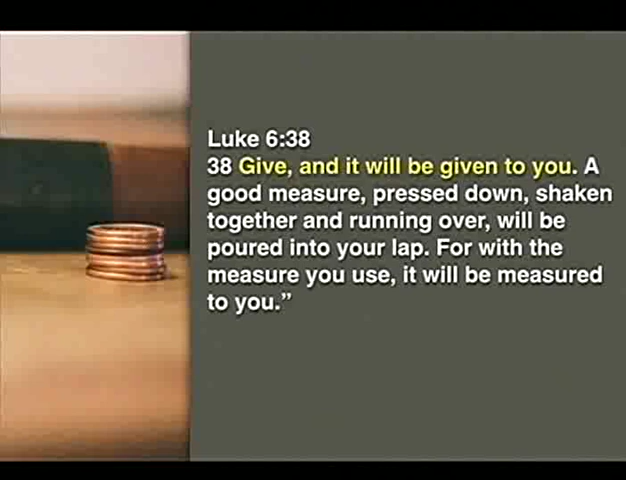 Luke 6:38
38 Give, and it will be given to you. A
good measure, pressed down, shaken
together and running over, will be
poured into your lap. For with the
measure you use, it will be measured
to you.”